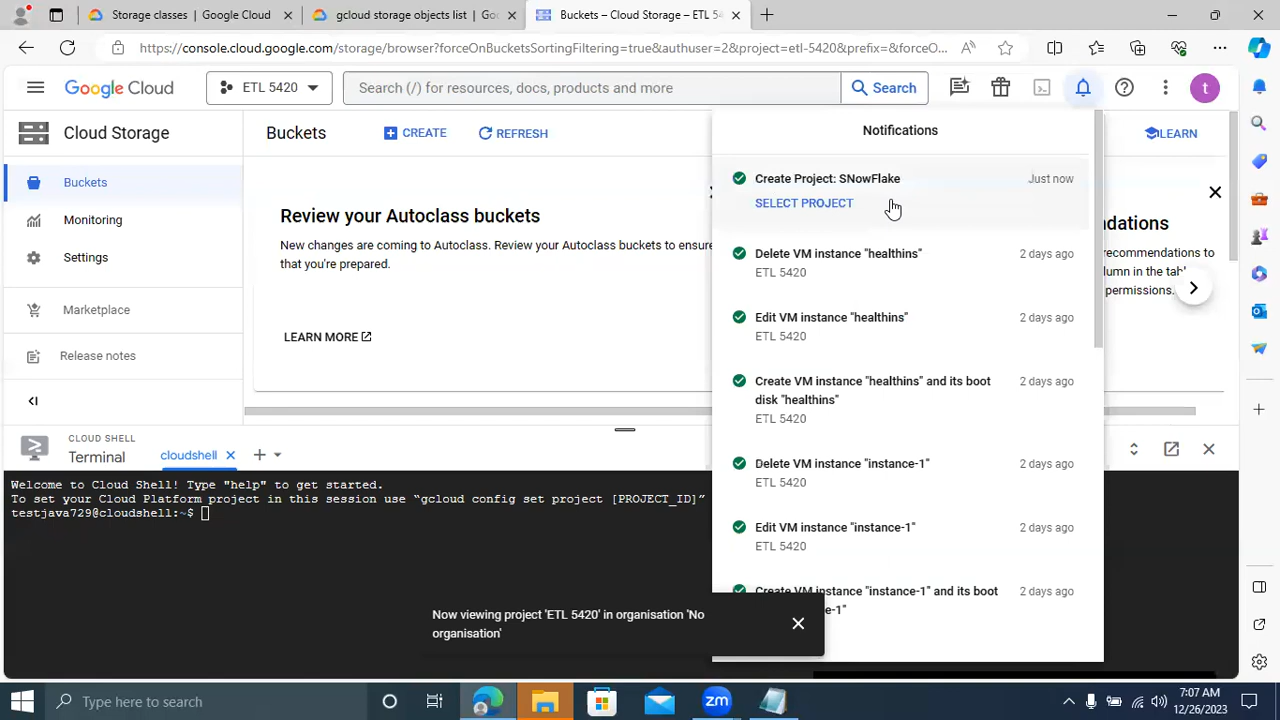 Storage classes | Google Cloud
gcloud storage objects list | Goo
Buckets – Cloud Storage – ETL 54
https://console.cloud.google.com/storage/browser?forceOnBucketsSortingFiltering=true&authuser=2&project=etl-5420&prefix=&forceO...
Google Cloud
ETL 5420
Search (/) for resources, docs, products and more
Search
t
Cloud Storage
Buckets
CREATE
REFRESH
LEARN
Buckets
Monitoring
Settings
Marketplace
Release notes
Review your Autoclass buckets
New changes are coming to Autoclass. Review your Autoclass buckets to ensure
that you're prepared.
LEARN MORE
ndations
recommendations to
olumn in the tab
permissions.
Notifications
Create Project: SNowFlake
Just now
SELECT PROJECT
Delete VM instance "healthins"
2 days ago
ETL 5420
Edit VM instance "healthins"
2 days ago
ETL 5420
Create VM instance "healthins" and its boot
disk "healthins"
2 days ago
ETL 5420
Delete VM instance "instance-1"
2 days ago
ETL 5420
Edit VM instance "instance-1"
2 days ago
ETL 5420
Create VM instance "instance-1" and its boot
e-1"
2 days ago
CLOUD SHELL
Terminal
cloudshell
Welcome to Cloud Shell! Type "help" to get started.
To set your Cloud Platform project in this session use “gcloud config set project [PROJECT_ID]”
testjava729@cloudshell:~$
Now viewing project 'ETL 5420' in organisation 'No
organisation'
Type here to search
zm
7:07 AM
12/26/2023